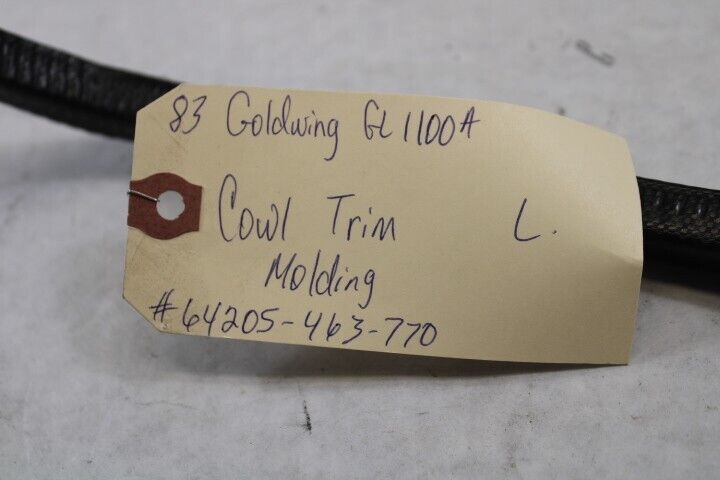 83 Goldwing GL1100A
Cowl Trim L.
Molding
#64205-463-770